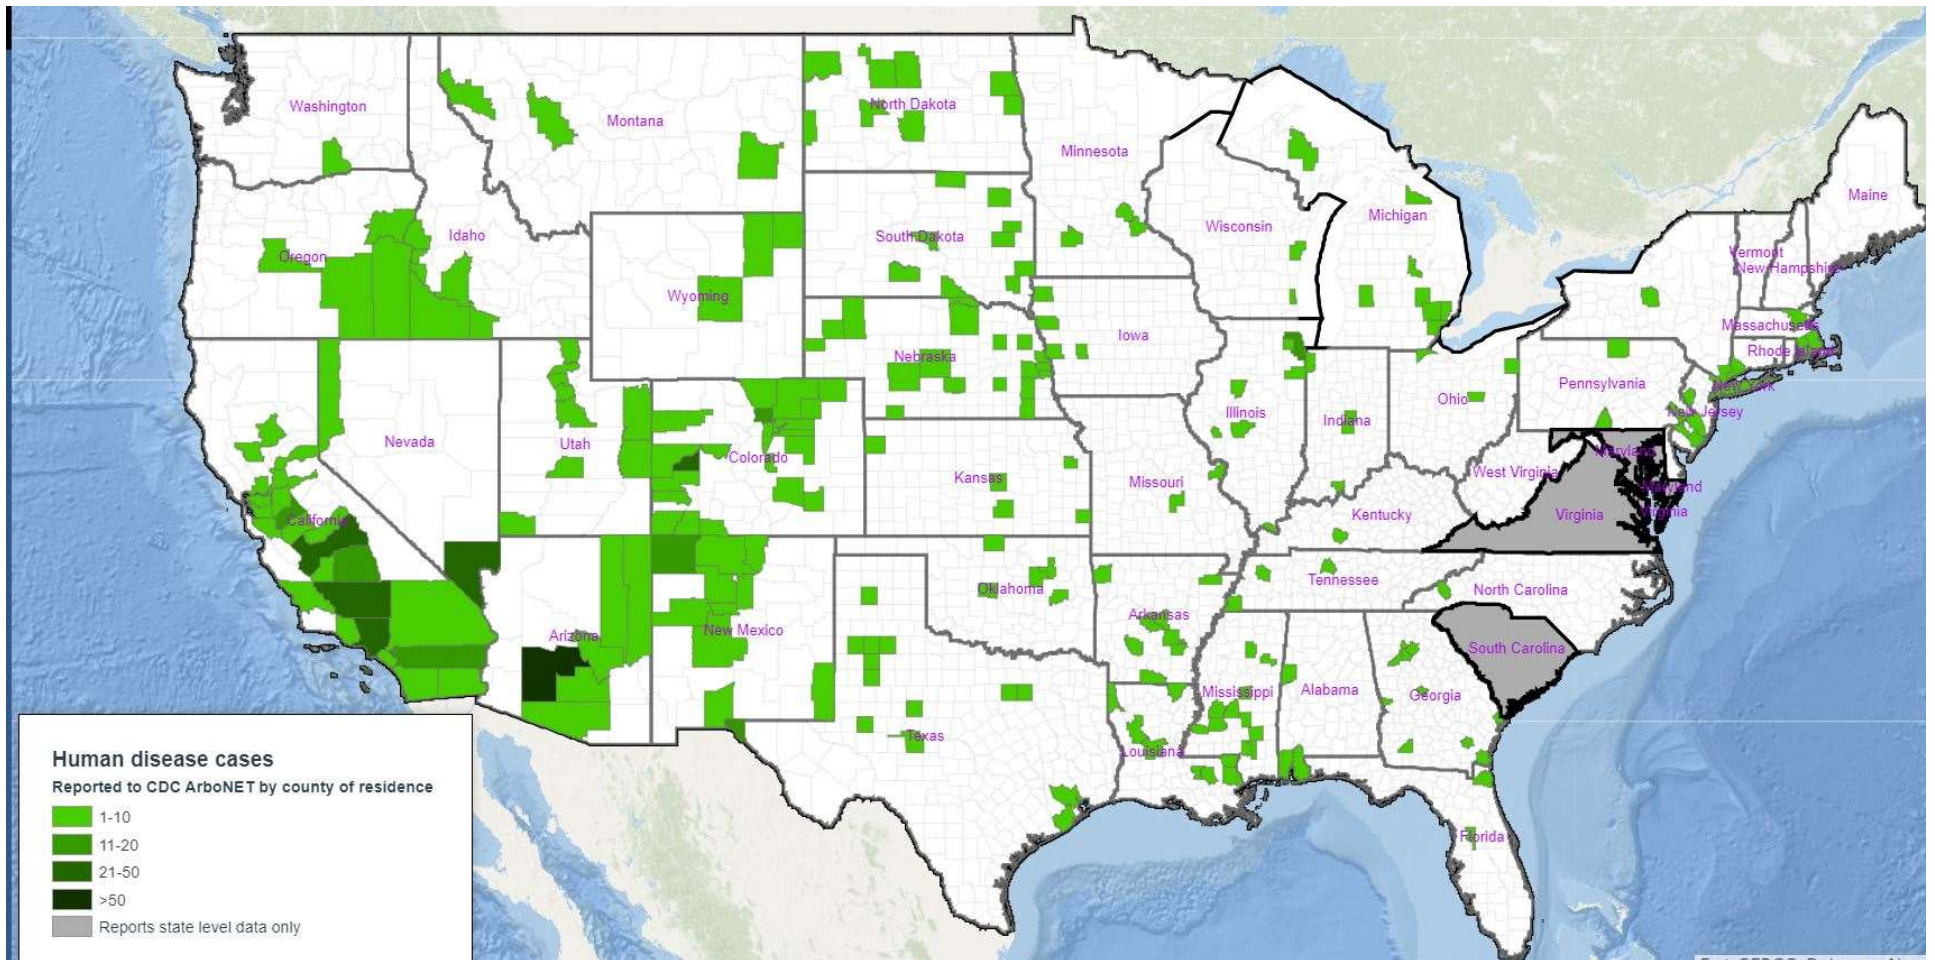 Washington
Montana
North Dakota
Minnesota
Maine
Michigan
Wisconsin
Oregon
Idaho
South Dakota
Vermont
New Hampshire
Wyoming
Massachusetts
Iowa
Rhode Island
Nebraska
Pennsylvania
New York
Nevada
Utah
Colorado
Illinois
Indiana
Ohio
New Jersey
Maryland
West Virginia
Kansas
Missouri
Maryland
Kentucky
Virginia
Virginia
California
Oklahoma
Tennessee
North Carolina
Arkansas
Arizona
New Mexico
South Carolina
Mississippi
Alabama
Georgia
Texas
Louisiana
Florida
Human disease cases
Reported to CDC ArboNET by county of residence
1-10
11-20
21-50
>50
Reports state level data only